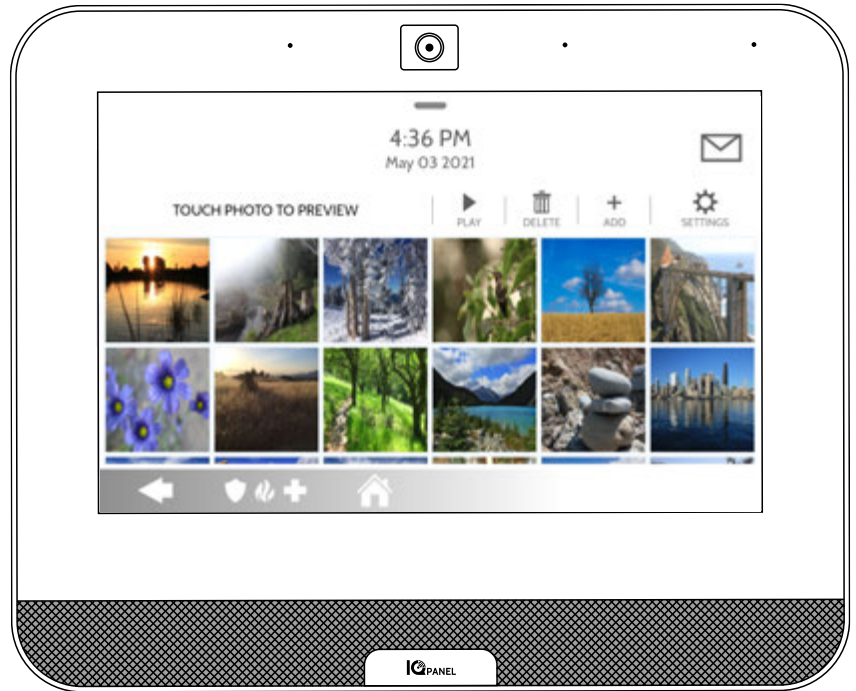 4:36 PM
May 03 2021
TOUCH PHOTO TO PREVIEW
PLAY
DELETE
ADD
SETTINGS
IQ PANEL